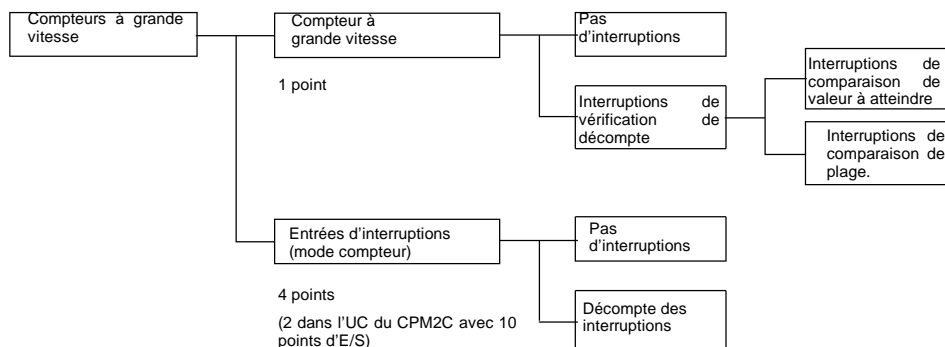 Compteurs à grande
vitesse
Compteur à
grande vitesse
1 point
Pas
d'interruptions
Interruptions de
vérification de
décompte
Interruptions de
comparaison de
valeur à atteindre
Interruptions de
comparaison de
plage.
Entrées d'interruptions
(mode compteur)
4 points
(2 dans l'UC du CPM2C avec 10
points d'E/S)
Pas
d'interruptions
Décompte des
interruptions